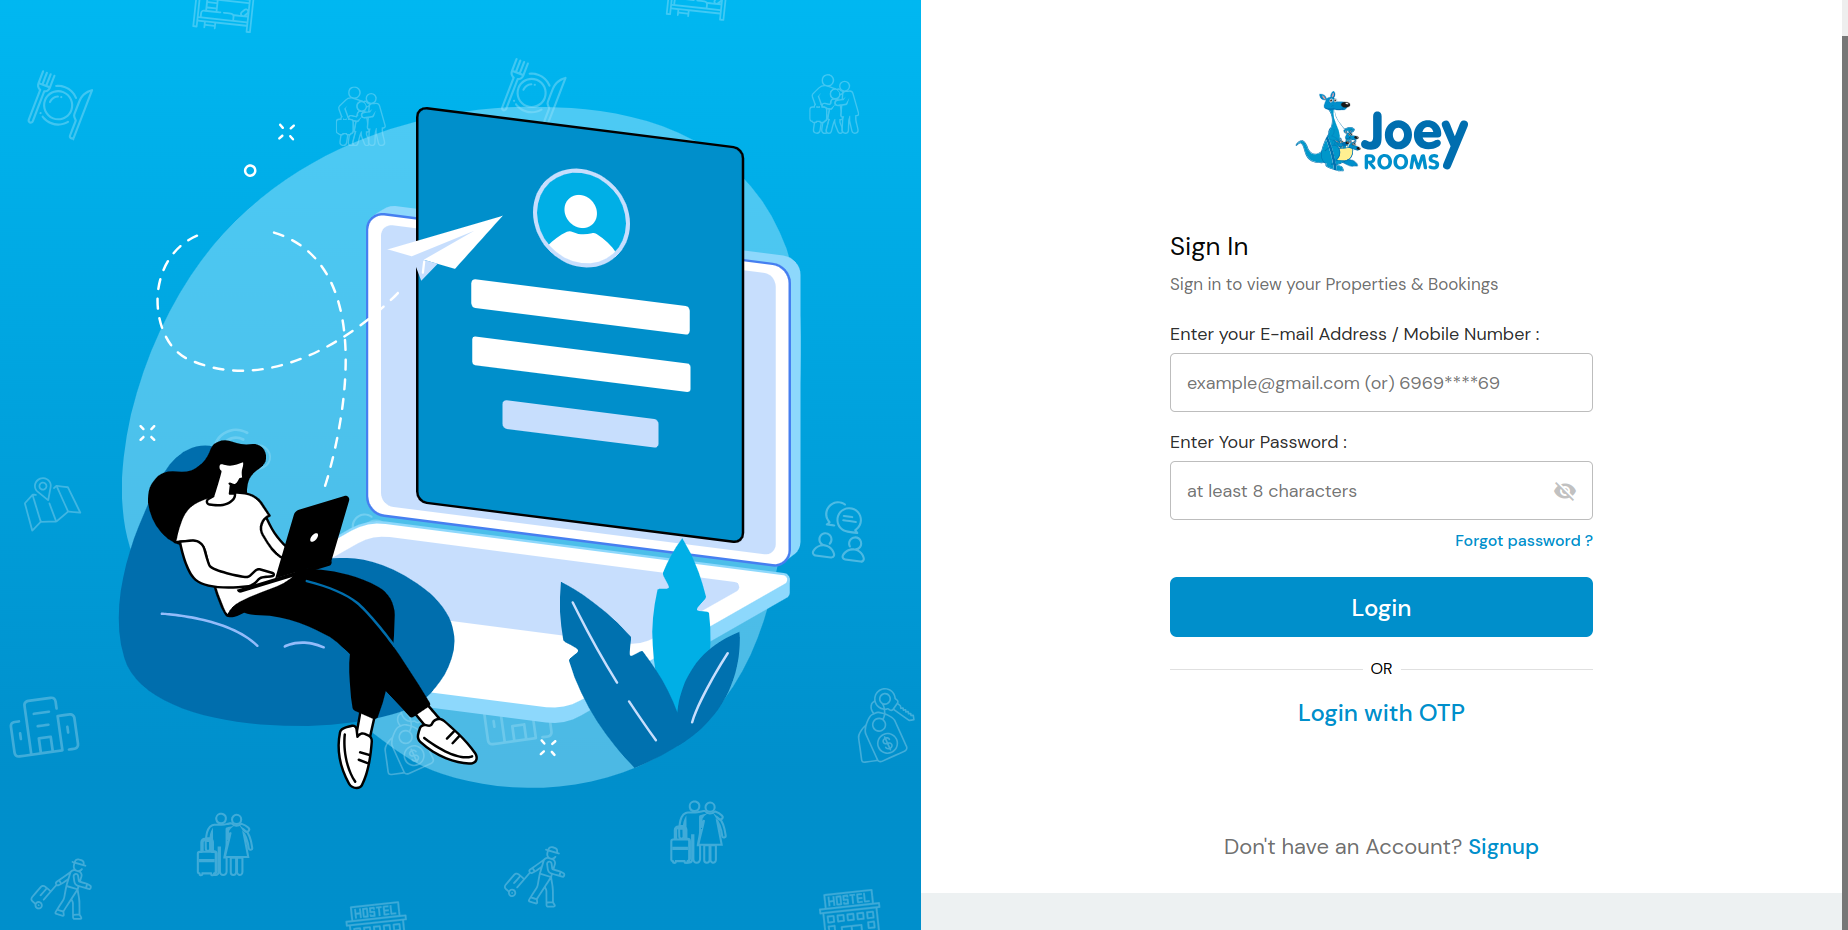 Joey
ROOMS
Sign In
Sign in to view your Properties & Bookings
Enter your E-mail Address / Mobile Number :
example@gmail.com (or) 6969****69
Enter Your Password :
at least 8 characters
Forgot password ?
Login
OR
Login with OTP
Don't have an Account? Signup
HOSTEL
HOSTEL